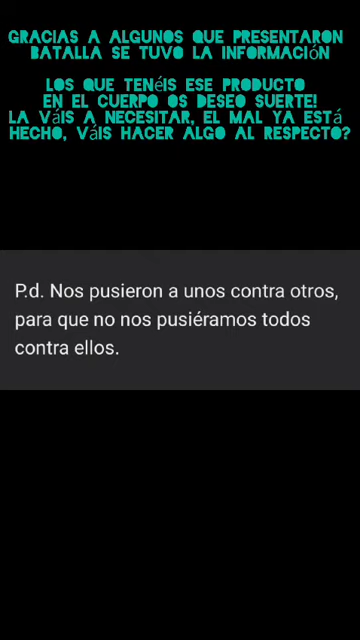 GRACIAS A ALGUNOS QUE PRESENTARON
BATALLA SE TUVO LA INFORMACIÓN
LOS QUE TENÉIS ESE PRODUCTO
EN EL CUERPO OS DESEO SUERTE!
LA VÁIS A NECESITAR, EL MAL YA ESTÁ
HECHO, VÁIS HACER ALGO AL RESPECTO?
P.d. Nos pusieron a unos contra otros,
para que no nos pusiéramos todos
contra ellos.